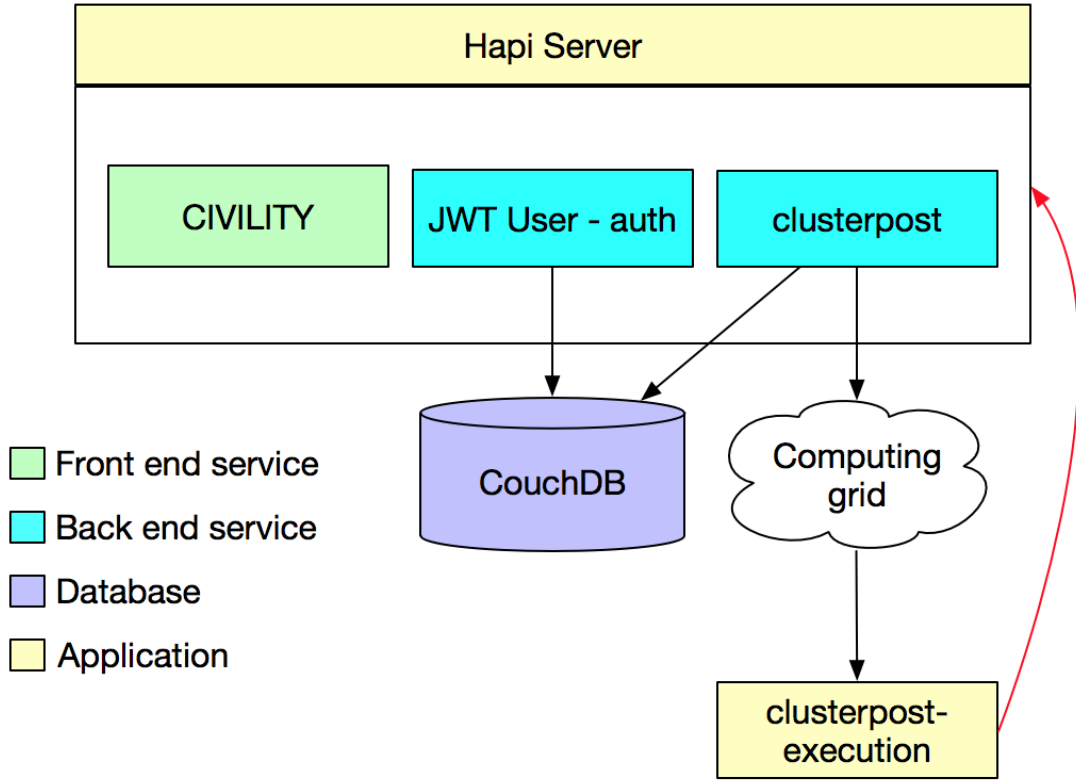 Hapi Server
CIVILITY
JWT User - auth
clusterpost
CouchDB
Computing
grid
Front end service
Back end service
Database
Application
clusterpost-
execution